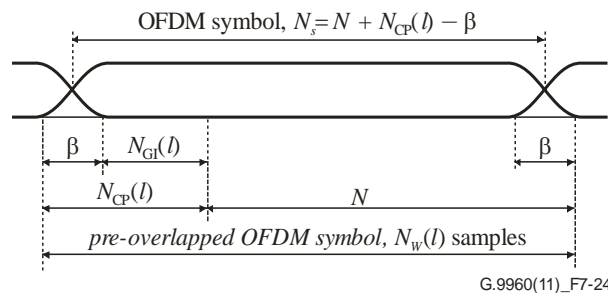 OFDM symbol, N_s = N + N_CP(l) − β
β
N_GI(l)
β
N_CP(l)
N
pre-overlapped OFDM symbol, N_W(l) samples
G.9960(11)_F7-24